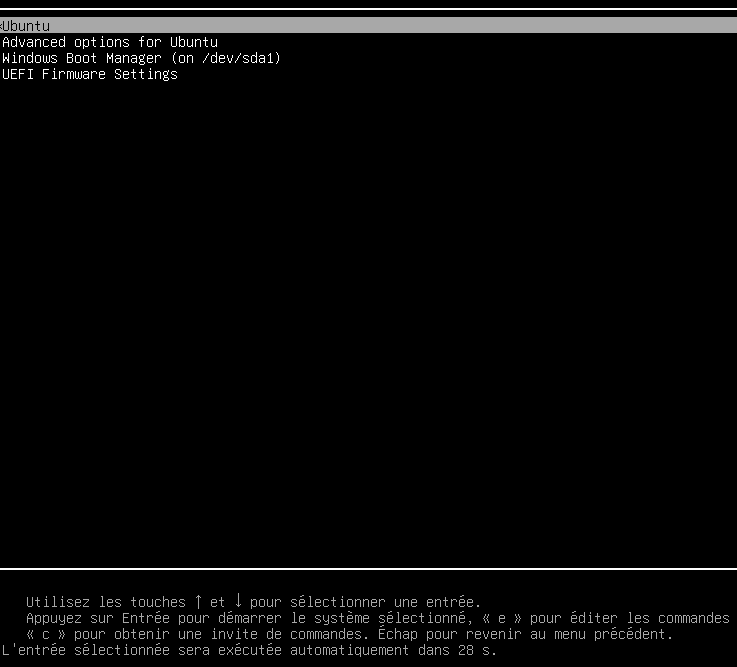 *Ubuntu
Advanced options for Ubuntu
Windows Boot Manager (on /dev/sda1)
UEFI Firmware Settings
Utilisez les touches ↑ et ↓ pour sélectionner une entrée.
Appuyez sur Entrée pour démarrer le système sélectionné, « e » pour éditer les commandes
« c » pour obtenir une invite de commandes. Échap pour revenir au menu précédent.
L'entrée sélectionnée sera exécutée automatiquement dans 28 s.